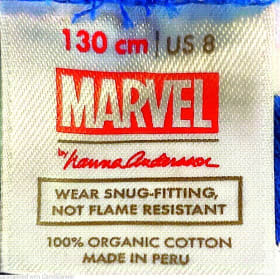 130 cm | US 8
MARVEL
by hanna andersson
WEAR SNUG-FITTING,
NOT FLAME RESISTANT
100% ORGANIC COTTON
MADE IN PERU